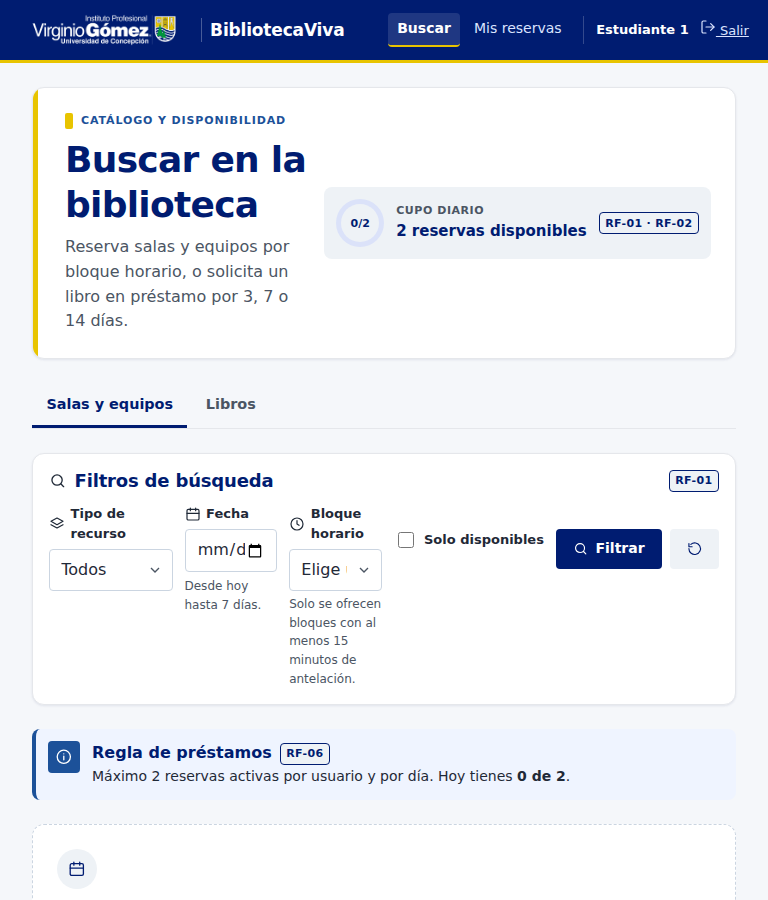 Instituto Profesional
VirginioGómez
Universidad de Concepción
BibliotecaViva
Buscar
Mis reservas
Estudiante 1
Salir
CATÁLOGO Y DISPONIBILIDAD
Buscar en la
biblioteca
Reserva salas y equipos por
bloque horario, o solicita un
libro en préstamo por 3, 7 o
14 días.
0/2
CUPO DIARIO
2 reservas disponibles
RF-01 · RF-02
Salas y equipos
Libros
Filtros de búsqueda
RF-01
Tipo de
recurso
Todos
Fecha
mm/d
Desde hoy
hasta 7 días.
Bloque
horario
Elige
Solo se ofrecen
bloques con al
menos 15
minutos de
antelación.
Solo disponibles
Filtrar
Regla de préstamos
RF-06
Máximo 2 reservas activas por usuario y por día. Hoy tienes 0 de 2.